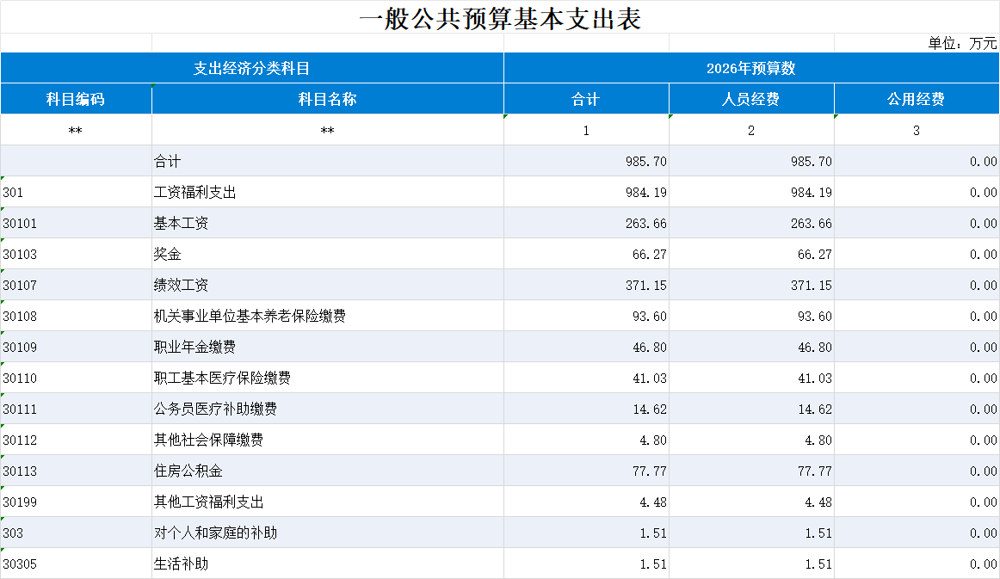 一般公共预算基本支出表
单位：万元
支出经济分类科目 2026年预算数
科目编码 科目名称 合计 人员经费 公用经费
** ** 1 2 3
合计 985.70 985.70 0.00
301 工资福利支出 984.19 984.19 0.00
30101 基本工资 263.66 263.66 0.00
30103 奖金 66.27 66.27 0.00
30107 绩效工资 371.15 371.15 0.00
30108 机关事业单位基本养老保险缴费 93.60 93.60 0.00
30109 职业年金缴费 46.80 46.80 0.00
30110 职工基本医疗保险缴费 41.03 41.03 0.00
30111 公务员医疗补助缴费 14.62 14.62 0.00
30112 其他社会保障缴费 4.80 4.80 0.00
30113 住房公积金 77.77 77.77 0.00
30199 其他工资福利支出 4.48 4.48 0.00
303 对个人和家庭的补助 1.51 1.51 0.00
30305 生活补助 1.51 1.51 0.00